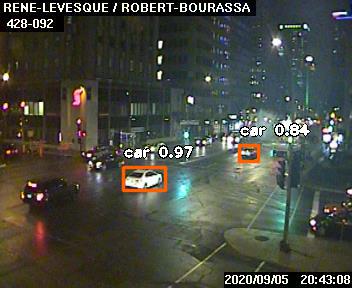 RENE-LEVESQUE / ROBERT-BOURASSA
428-092
car 0.84
car 0.97
2020/09/05 20:43:08